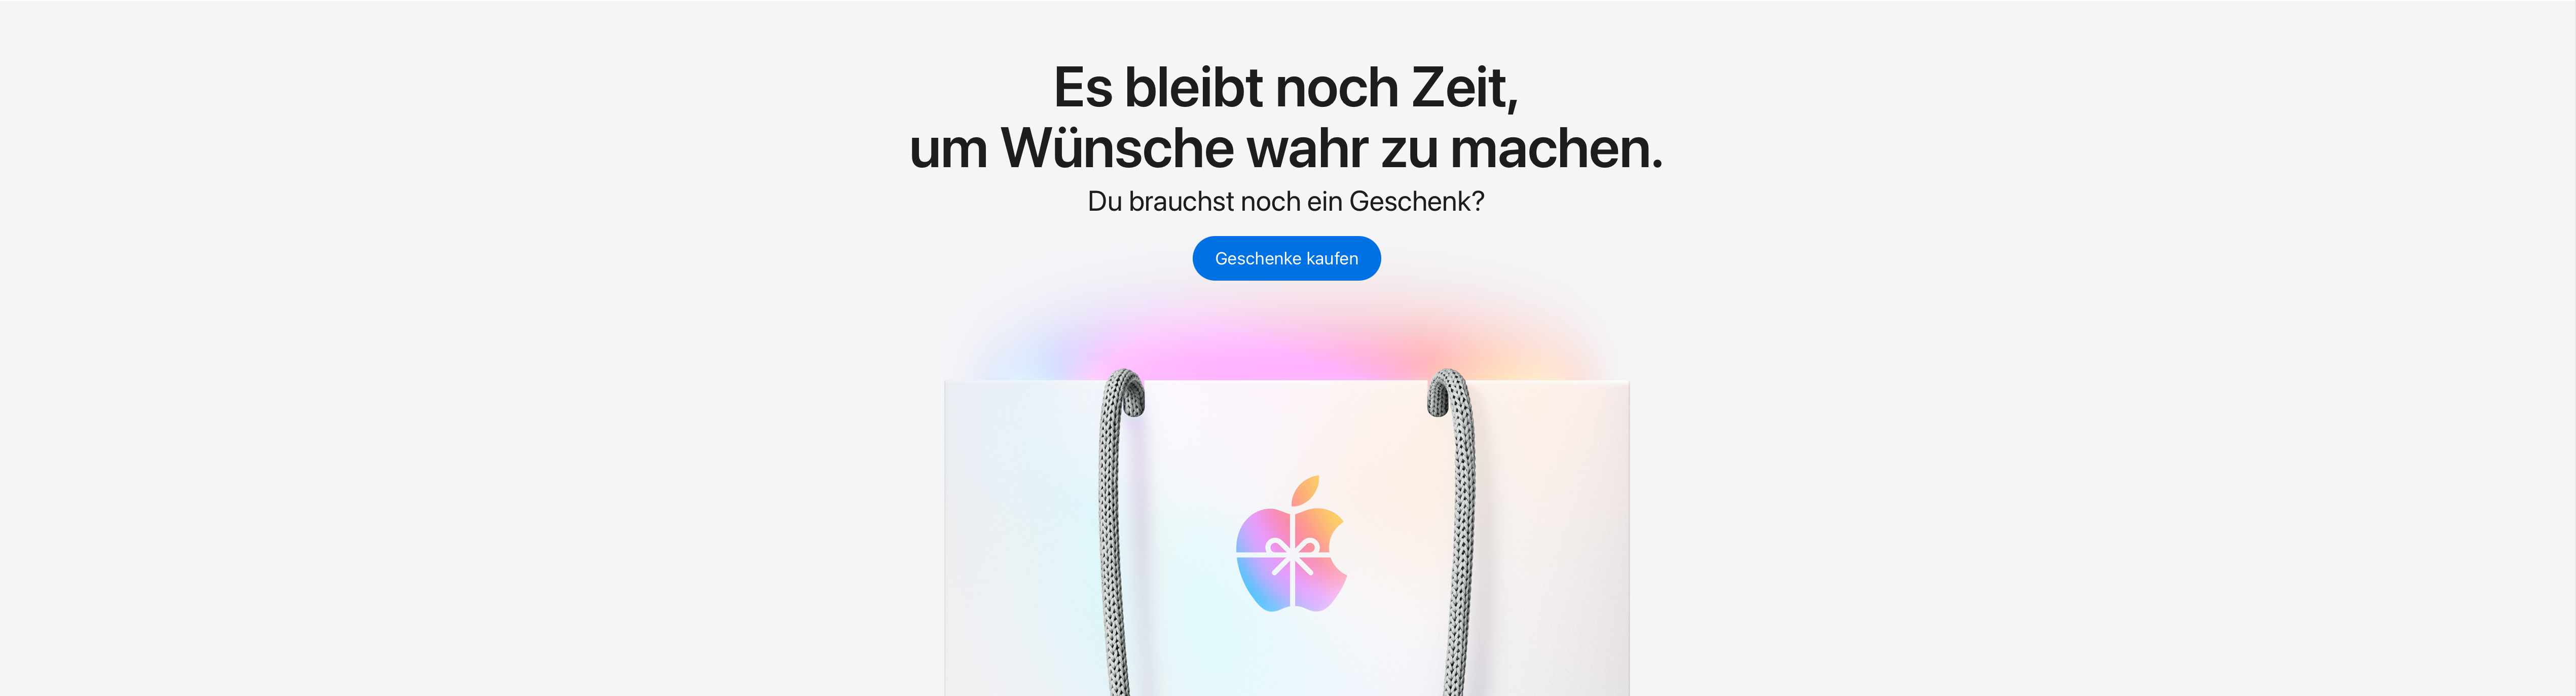 Es bleibt noch Zeit,
um Wünsche wahr zu machen.
Du brauchst noch ein Geschenk?
Geschenke kaufen